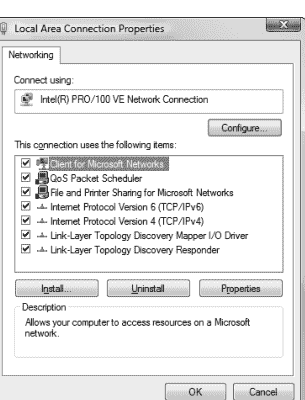 Local Area Connection Properties
Networking
Connect using:
Intel(R) PRO/100 VE Network Connection
Configure...
This connection uses the following items:
Client for Microsoft Networks
QoS Packet Scheduler
File and Printer Sharing for Microsoft Networks
Internet Protocol Version 6 (TCP/IPv6)
Internet Protocol Version 4 (TCP/IPv4)
Link-Layer Topology Discovery Mapper I/O Driver
Link-Layer Topology Discovery Responder
Install... Uninstall Properties
Description
Allows your computer to access resources on a Microsoft
network.
OK Cancel